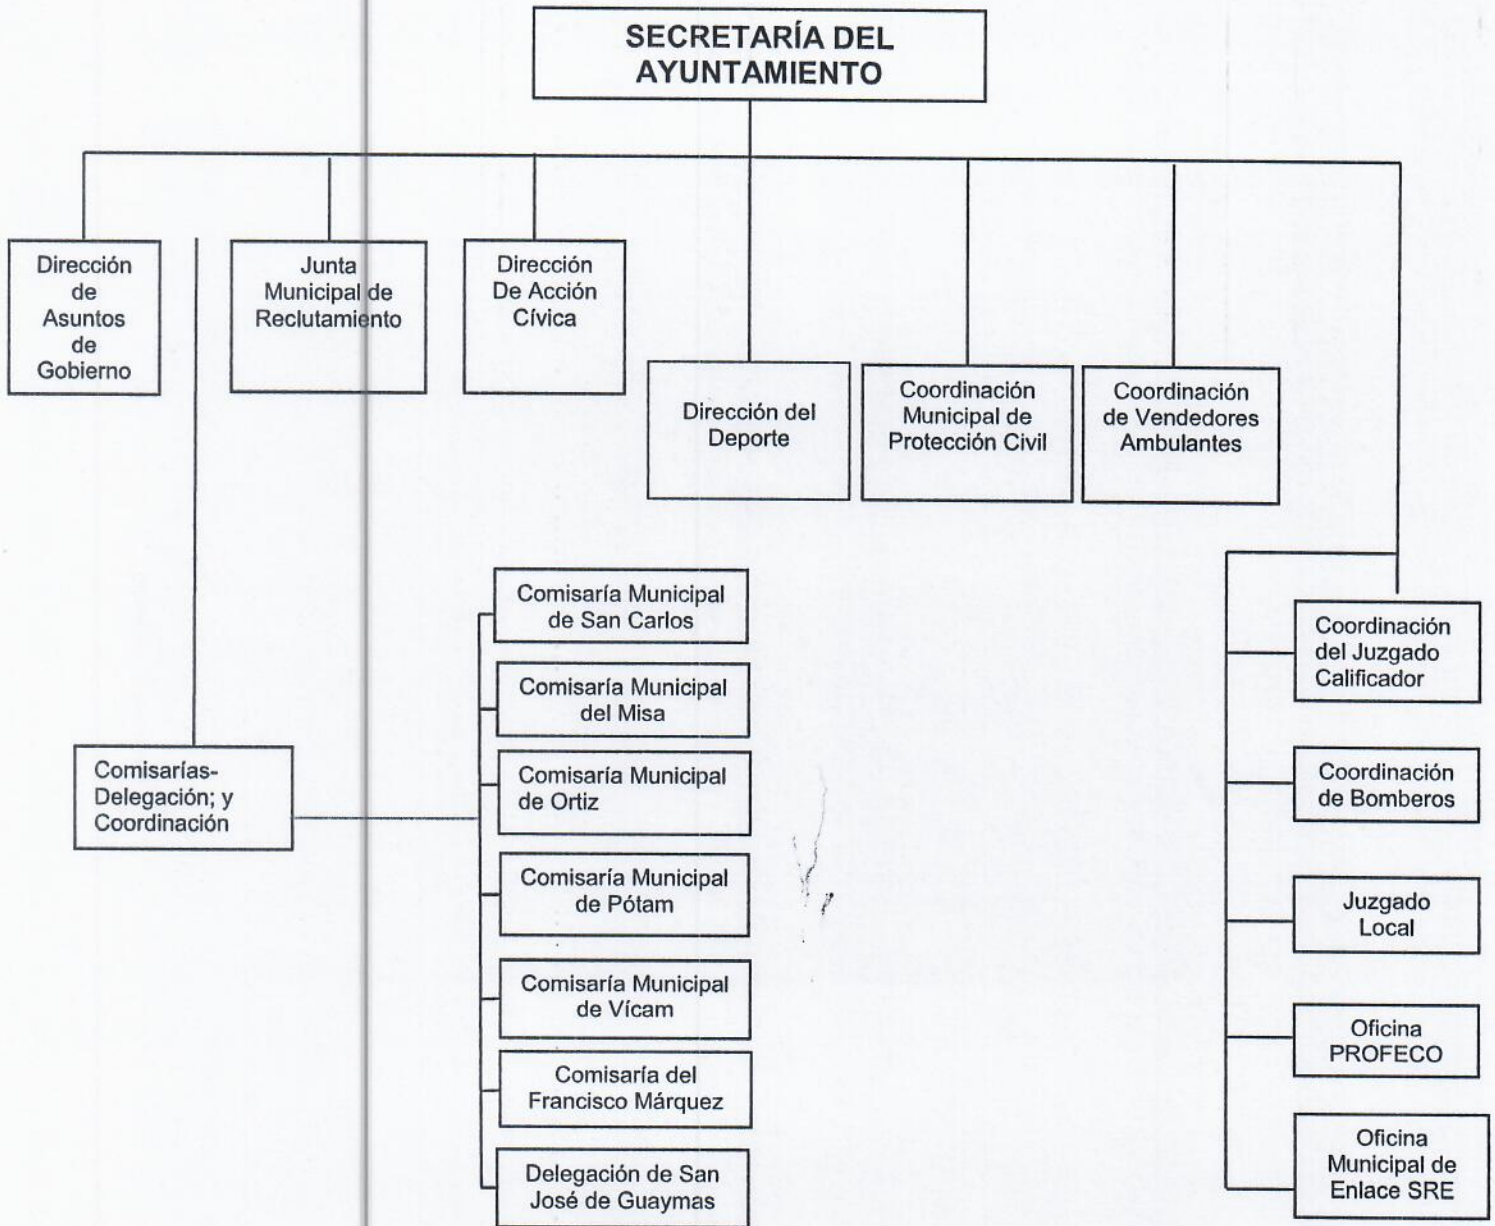 SECRETARÍA DEL
AYUNTAMIENTO
Dirección
de
Asuntos
de
Gobierno
Junta
Municipal de
Reclutamiento
Dirección
De Acción
Cívica
Dirección del
Deporte
Coordinación
Municipal de
Protección Civil
Coordinación
de Vendedores
Ambulantes
Comisarías-
Delegación; y
Coordinación
Comisaría Municipal
de San Carlos
Comisaría Municipal
del Misa
Comisaría Municipal
de Ortiz
Comisaría Municipal
de Pótam
Comisaría Municipal
de Vícam
Comisaría del
Francisco Márquez
Delegación de San
José de Guaymas
Coordinación
del Juzgado
Calificador
Coordinación
de Bomberos
Juzgado
Local
Oficina
PROFECO
Oficina
Municipal de
Enlace SRE